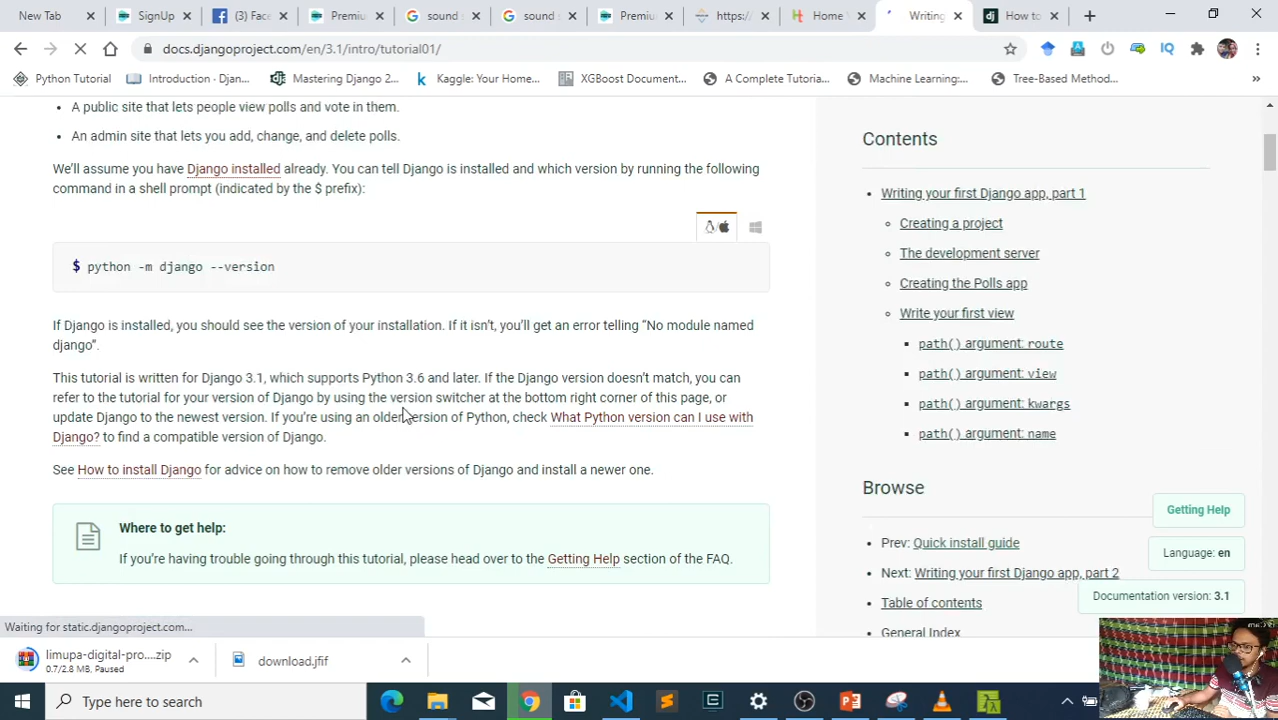 New Tab
SignUp
(3) Face
Premiu
sound s
sound s
Premiu
https://
Home V
Writing
How to
docs.djangoproject.com/en/3.1/intro/tutorial01/
Python Tutorial
Introduction · Djan...
Mastering Django 2...
Kaggle: Your Home...
XGBoost Document...
A Complete Tutoria...
Machine Learning:...
Tree-Based Method...
»
• A public site that lets people view polls and vote in them.
• An admin site that lets you add, change, and delete polls.
We’ll assume you have Django installed already. You can tell Django is installed and which version by running the following
command in a shell prompt (indicated by the $ prefix):
$ python -m django --version
If Django is installed, you should see the version of your installation. If it isn’t, you’ll get an error telling “No module named
django”.
This tutorial is written for Django 3.1, which supports Python 3.6 and later. If the Django version doesn’t match, you can
refer to the tutorial for your version of Django by using the version switcher at the bottom right corner of this page, or
update Django to the newest version. If you’re using an older version of Python, check What Python version can I use with
Django? to find a compatible version of Django.
See How to install Django for advice on how to remove older versions of Django and install a newer one.
Where to get help:
If you’re having trouble going through this tutorial, please head over to the Getting Help section of the FAQ.
Contents
• Writing your first Django app, part 1
Creating a project
The development server
Creating the Polls app
Write your first view
path() argument: route
path() argument: view
path() argument: kwargs
path() argument: name
Browse
• Prev: Quick install guide
• Next: Writing your first Django app, part 2
• Table of contents
• General Index
Getting Help
Language: en
Documentation version: 3.1
Waiting for static.djangoproject.com...
limupa-digital-pro....zip
0.7/2.8 MB, Paused
download.jfif
Type here to search